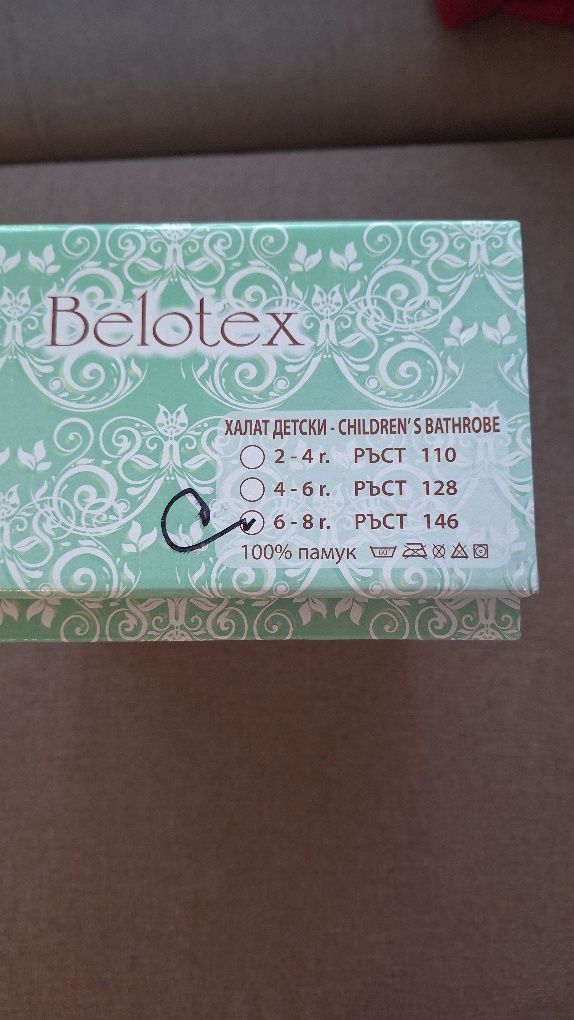 Belotex
ХАЛАТ ДЕТСКИ - CHILDREN'S BATHROBE
2 - 4 г. РЪСТ 110
4 - 6 г. РЪСТ 128
6 - 8 г. РЪСТ 146
100% памук